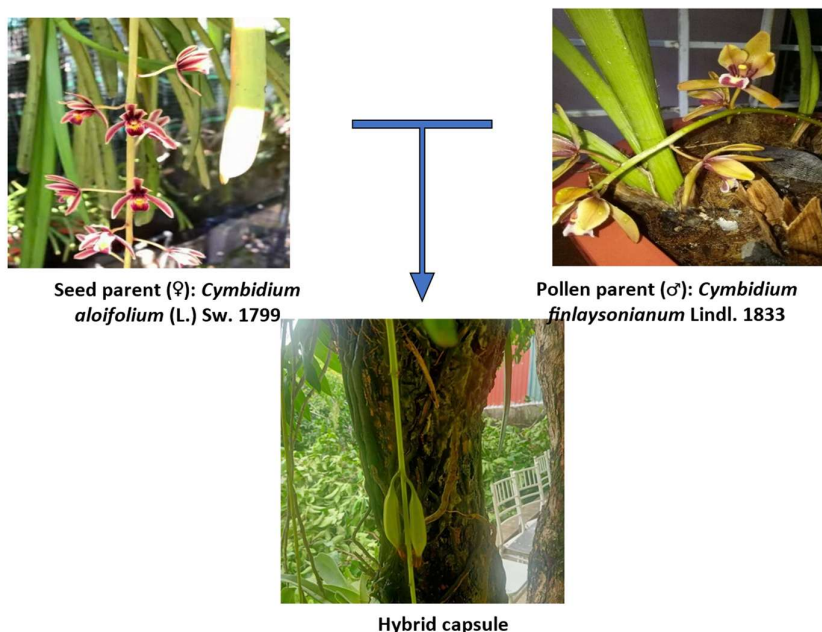 Seed parent (♀): Cymbidium
aloifolium (L.) Sw. 1799
Pollen parent (♂): Cymbidium
finlaysonianum Lindl. 1833
Hybrid capsule